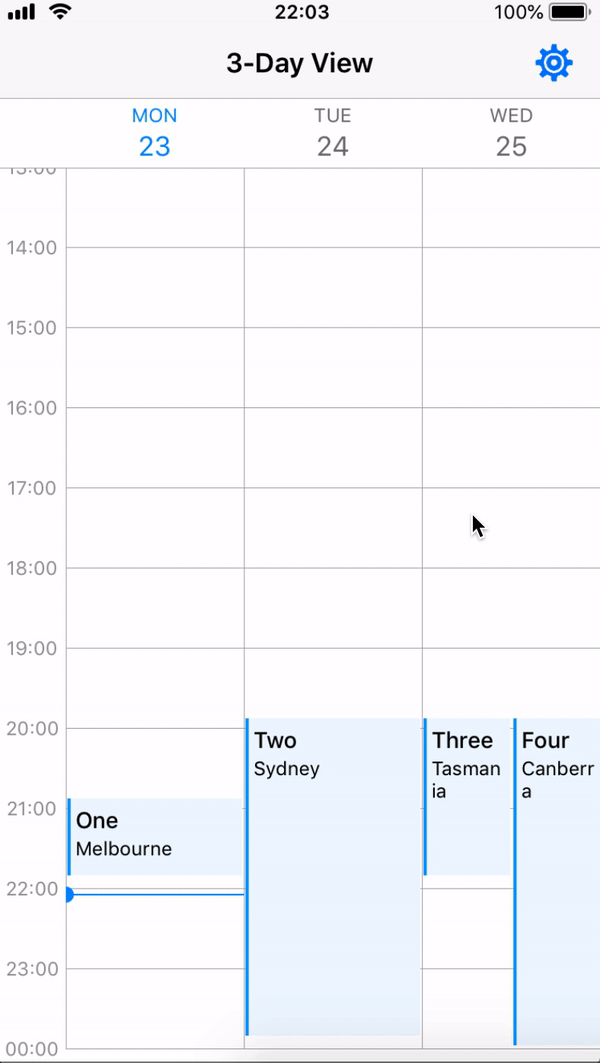 22:03
100%
3-Day View
MON
TUE
WED
23
24
25
13:00
14:00
15:00
16:00
17:00
18:00
19:00
20:00
Two
Three
Four
Sydney
Tasman
ia
Canberr
a
21:00
One
Melbourne
22:00
23:00
00:00